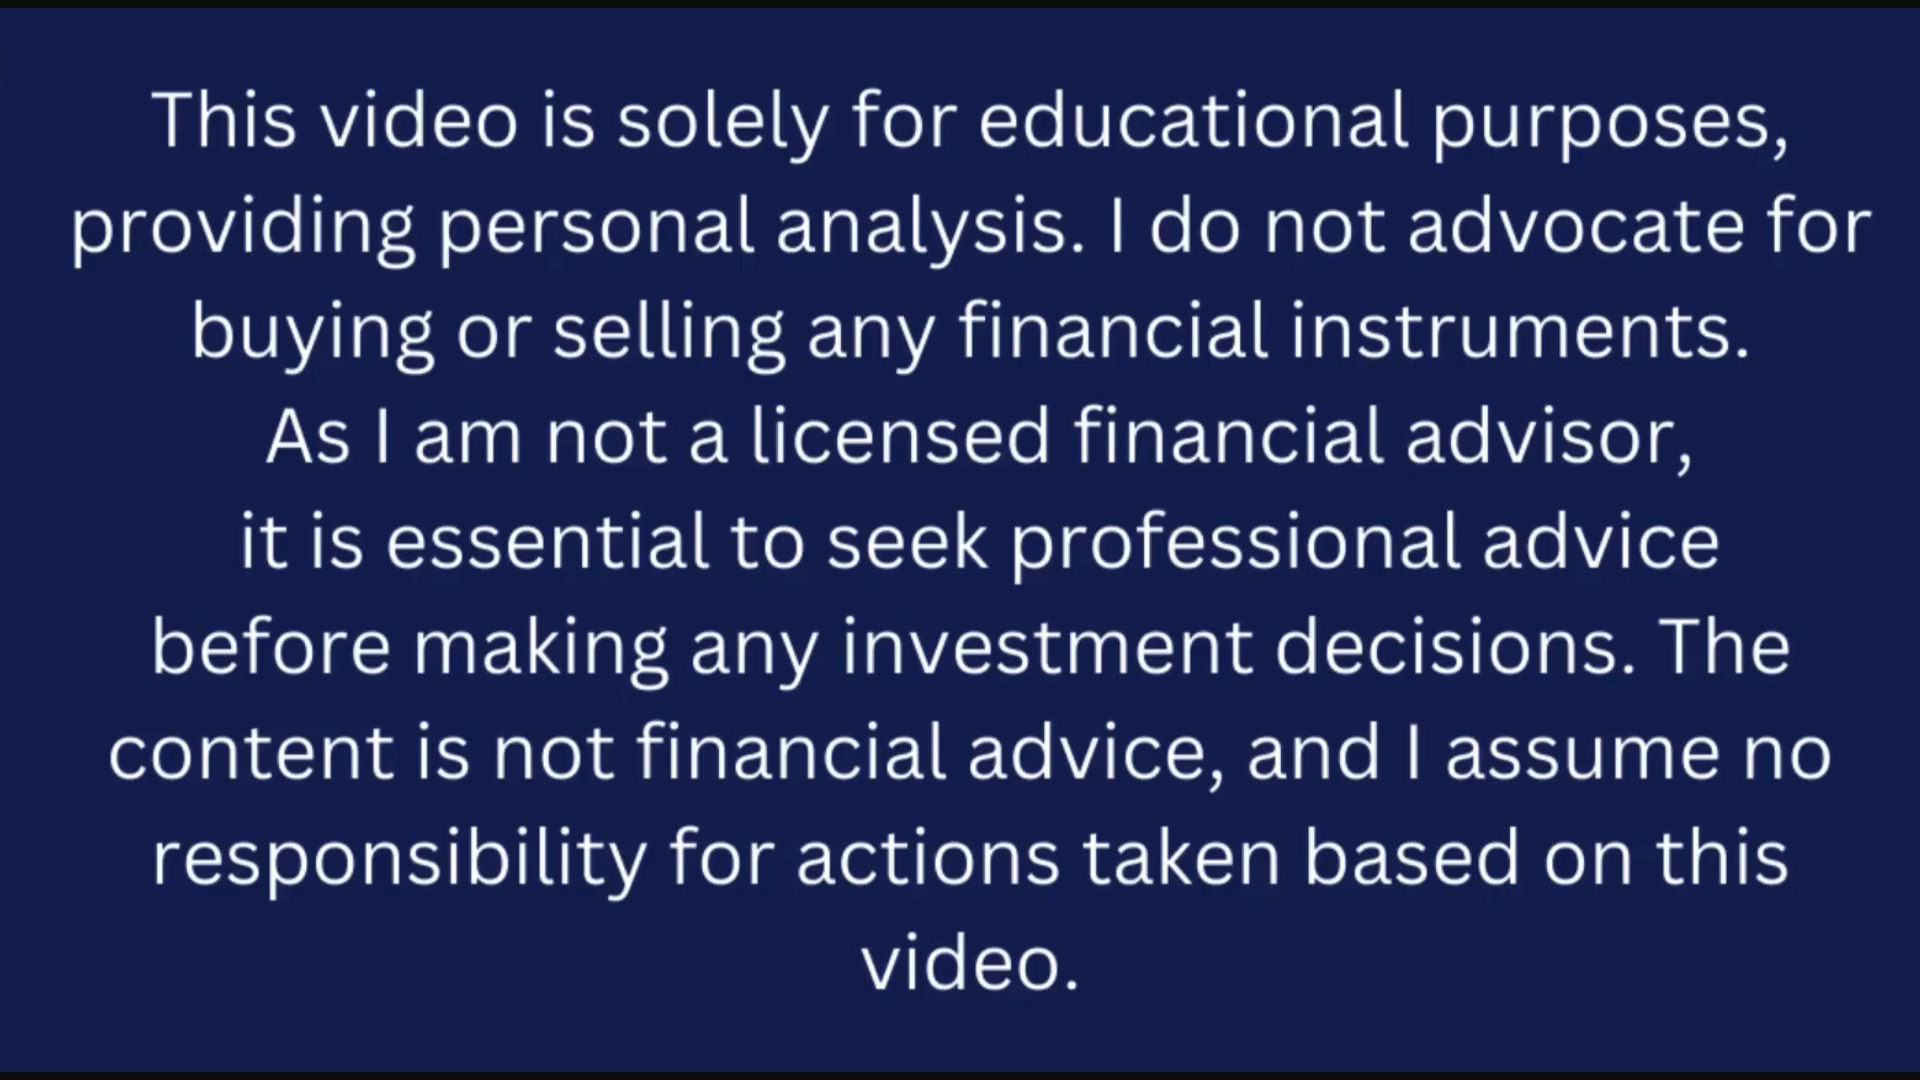 This video is solely for educational purposes,
providing personal analysis. I do not advocate for
buying or selling any financial instruments.
As I am not a licensed financial advisor,
it is essential to seek professional advice
before making any investment decisions. The
content is not financial advice, and I assume no
responsibility for actions taken based on this
video.